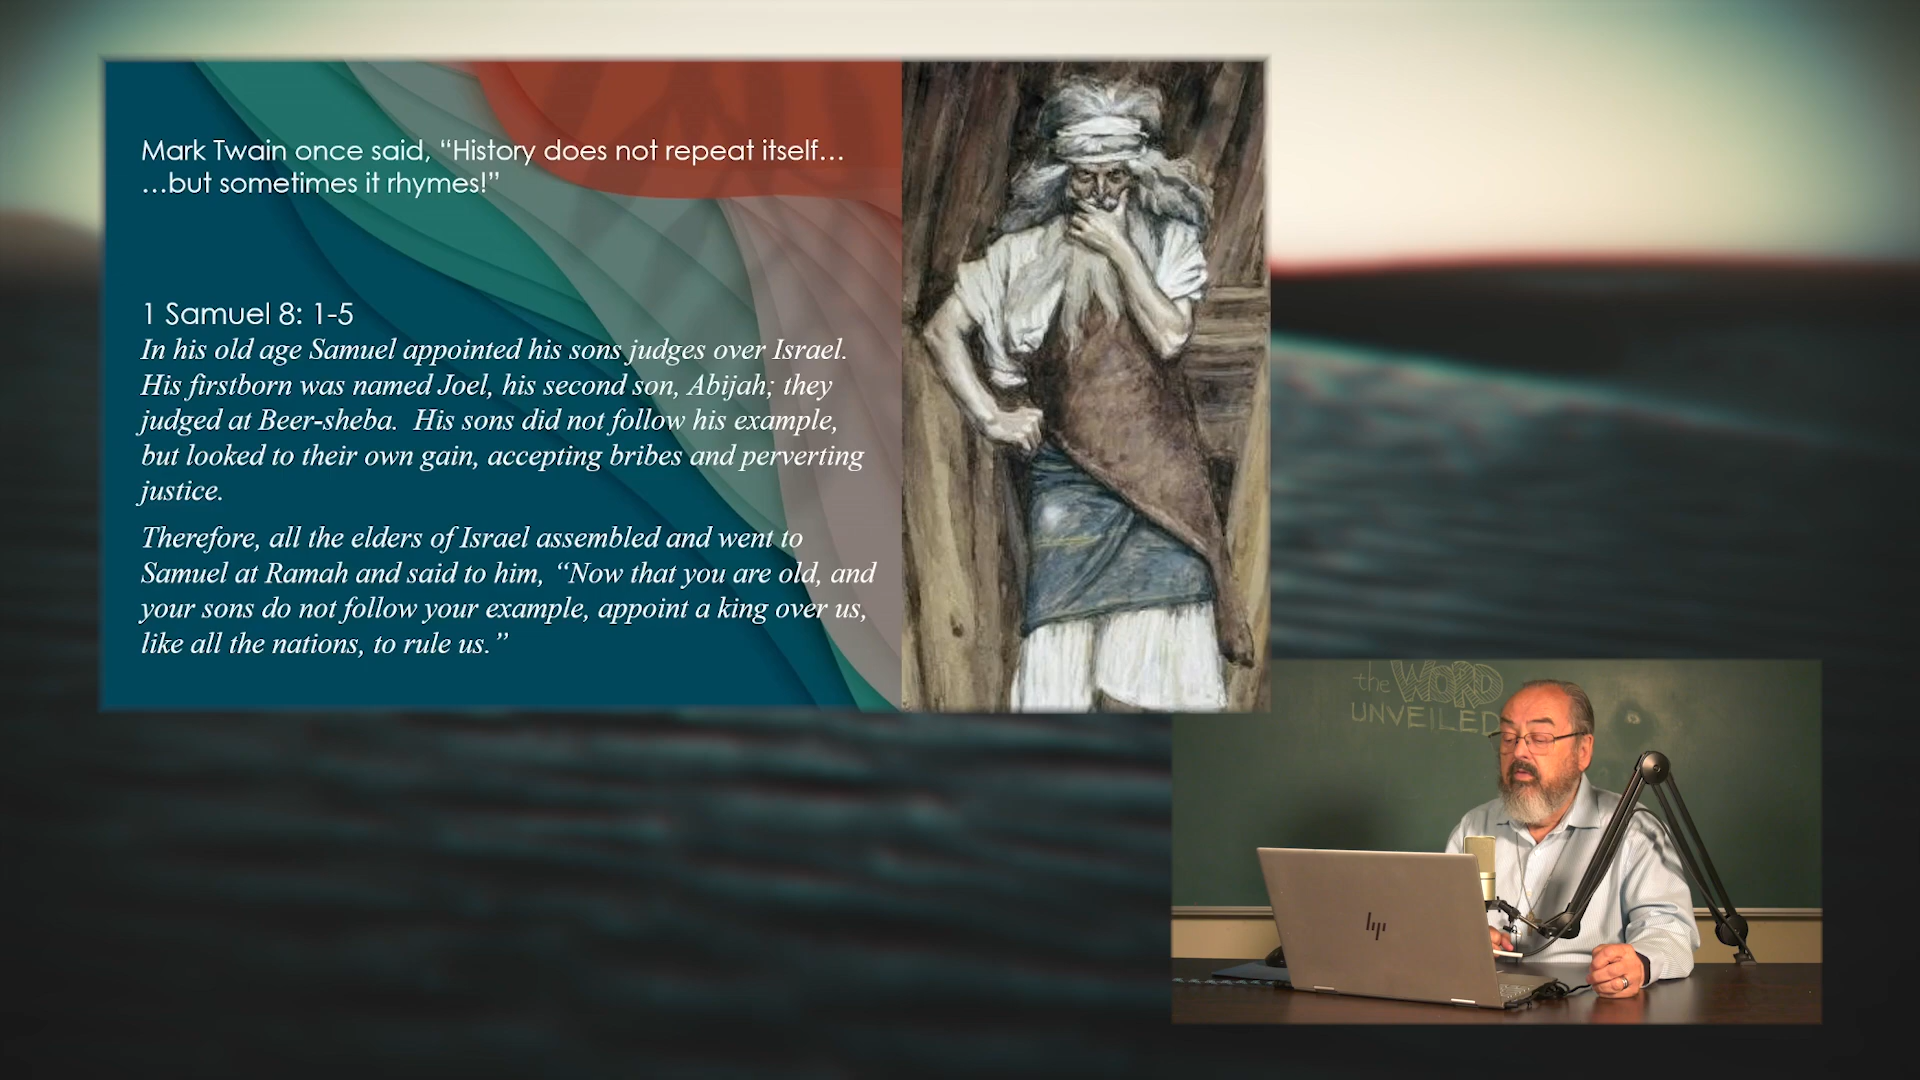 Mark Twain once said, “History does not repeat itself…
…but sometimes it rhymes!”
1 Samuel 8: 1-5
In his old age Samuel appointed his sons judges over Israel.
His firstborn was named Joel, his second son, Abijah; they
judged at Beer-sheba.  His sons did not follow his example,
but looked to their own gain, accepting bribes and perverting
justice.
Therefore, all the elders of Israel assembled and went to
Samuel at Ramah and said to him, “Now that you are old, and
your sons do not follow your example, appoint a king over us,
like all the nations, to rule us.”
the WORD
UNVEILED
hp